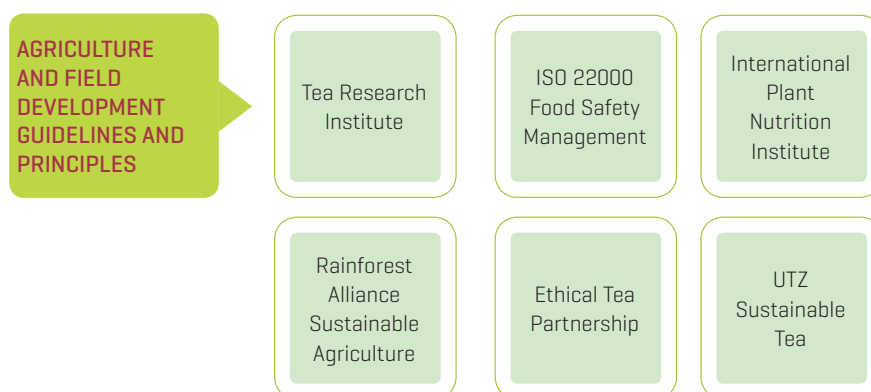 AGRICULTURE
AND FIELD
DEVELOPMENT
GUIDELINES AND
PRINCIPLES
Tea Research
Institute
ISO 22000
Food Safety
Management
International
Plant
Nutrition
Institute
Rainforest
Alliance
Sustainable
Agriculture
Ethical Tea
Partnership
UTZ
Sustainable
Tea